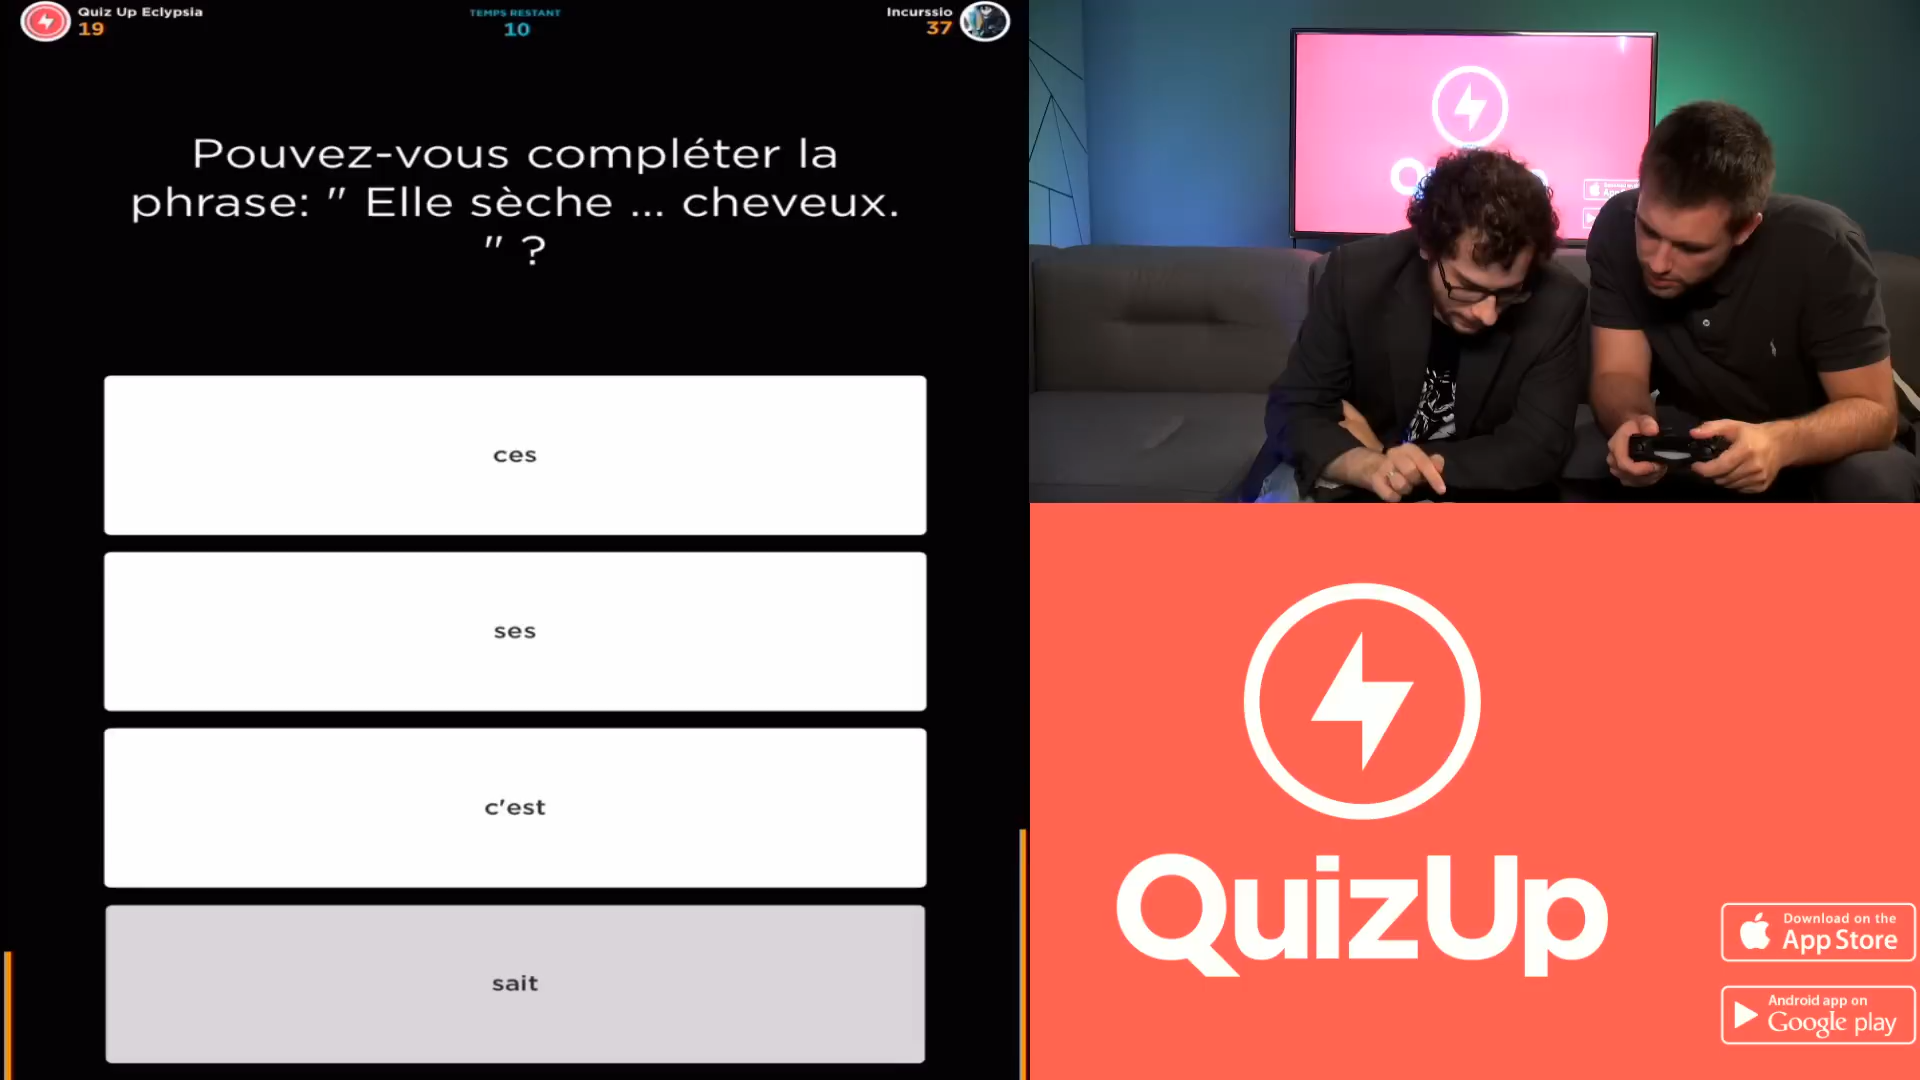 Quiz Up Eclypsia
19
TEMPS RESTANT
10
Incurssio
37
Pouvez-vous compléter la
phrase: " Elle sèche ... cheveux.
" ?
ces
ses
c'est
sait
QuizUp
Download on the
App Store
Android app on
Google play